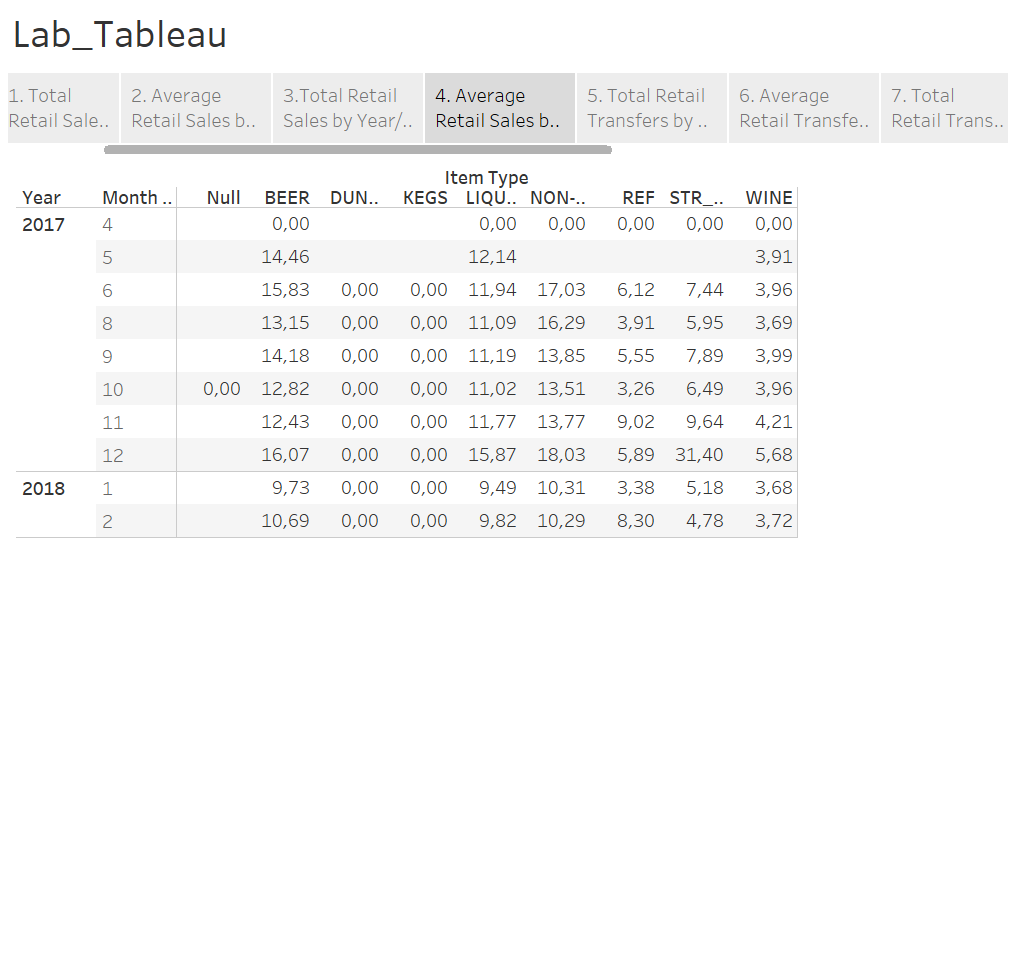 Lab_Tableau
1. Total Retail Sale..
2. Average Retail Sales b..
3.Total Retail Sales by Year/..
4. Average Retail Sales b..
5. Total Retail Transfers by ..
6. Average Retail Transfe..
7. Total Retail Trans..
Item Type
Year Month .. Null BEER DUN.. KEGS LIQU.. NON-.. REF STR_.. WINE
2017 4 0,00 0,00 0,00 0,00 0,00 0,00
5 14,46 12,14 3,91
6 15,83 0,00 0,00 11,94 17,03 6,12 7,44 3,96
8 13,15 0,00 0,00 11,09 16,29 3,91 5,95 3,69
9 14,18 0,00 0,00 11,19 13,85 5,55 7,89 3,99
10 0,00 12,82 0,00 0,00 11,02 13,51 3,26 6,49 3,96
11 12,43 0,00 0,00 11,77 13,77 9,02 9,64 4,21
12 16,07 0,00 0,00 15,87 18,03 5,89 31,40 5,68
2018 1 9,73 0,00 0,00 9,49 10,31 3,38 5,18 3,68
2 10,69 0,00 0,00 9,82 10,29 8,30 4,78 3,72